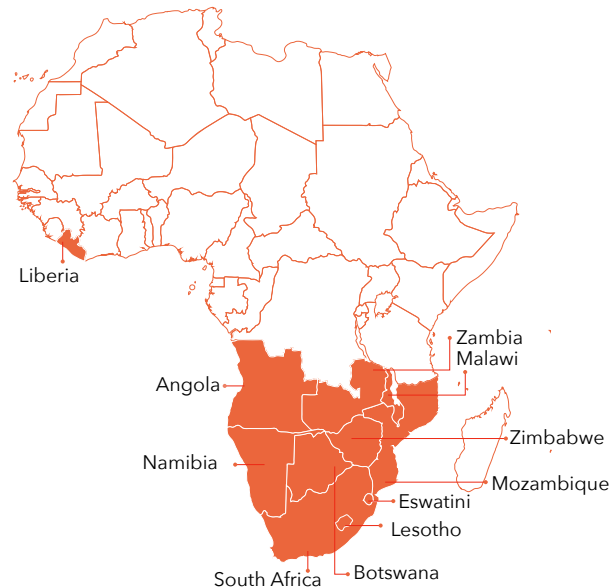 Liberia
Zambia
Malawi
Angola
Zimbabwe
Namibia
Mozambique
Eswatini
Lesotho
Botswana
South Africa